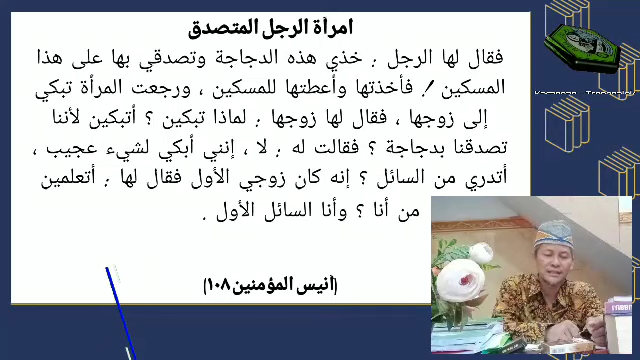 امرأة الرجل المتصدق
فقال لها الرجل : خذي هذه الدجاجة وتصدقي بها على هذا
المسكين ! فأخذتها وأعطتها للمسكين ، ورجعت المرأة تبكي
إلى زوجها ، فقال لها زوجها : لماذا تبكين ؟ أتبكين لأننا
تصدقنا بدجاجة ؟ فقالت له : لا ، إنني أبكي لشيء عجيب ،
أتدري من السائل ؟ إنه كان زوجي الأول فقال لها : أتعلمين
من أنا ؟ وأنا السائل الأول .
(أنيس المؤمنين ١٠٨)